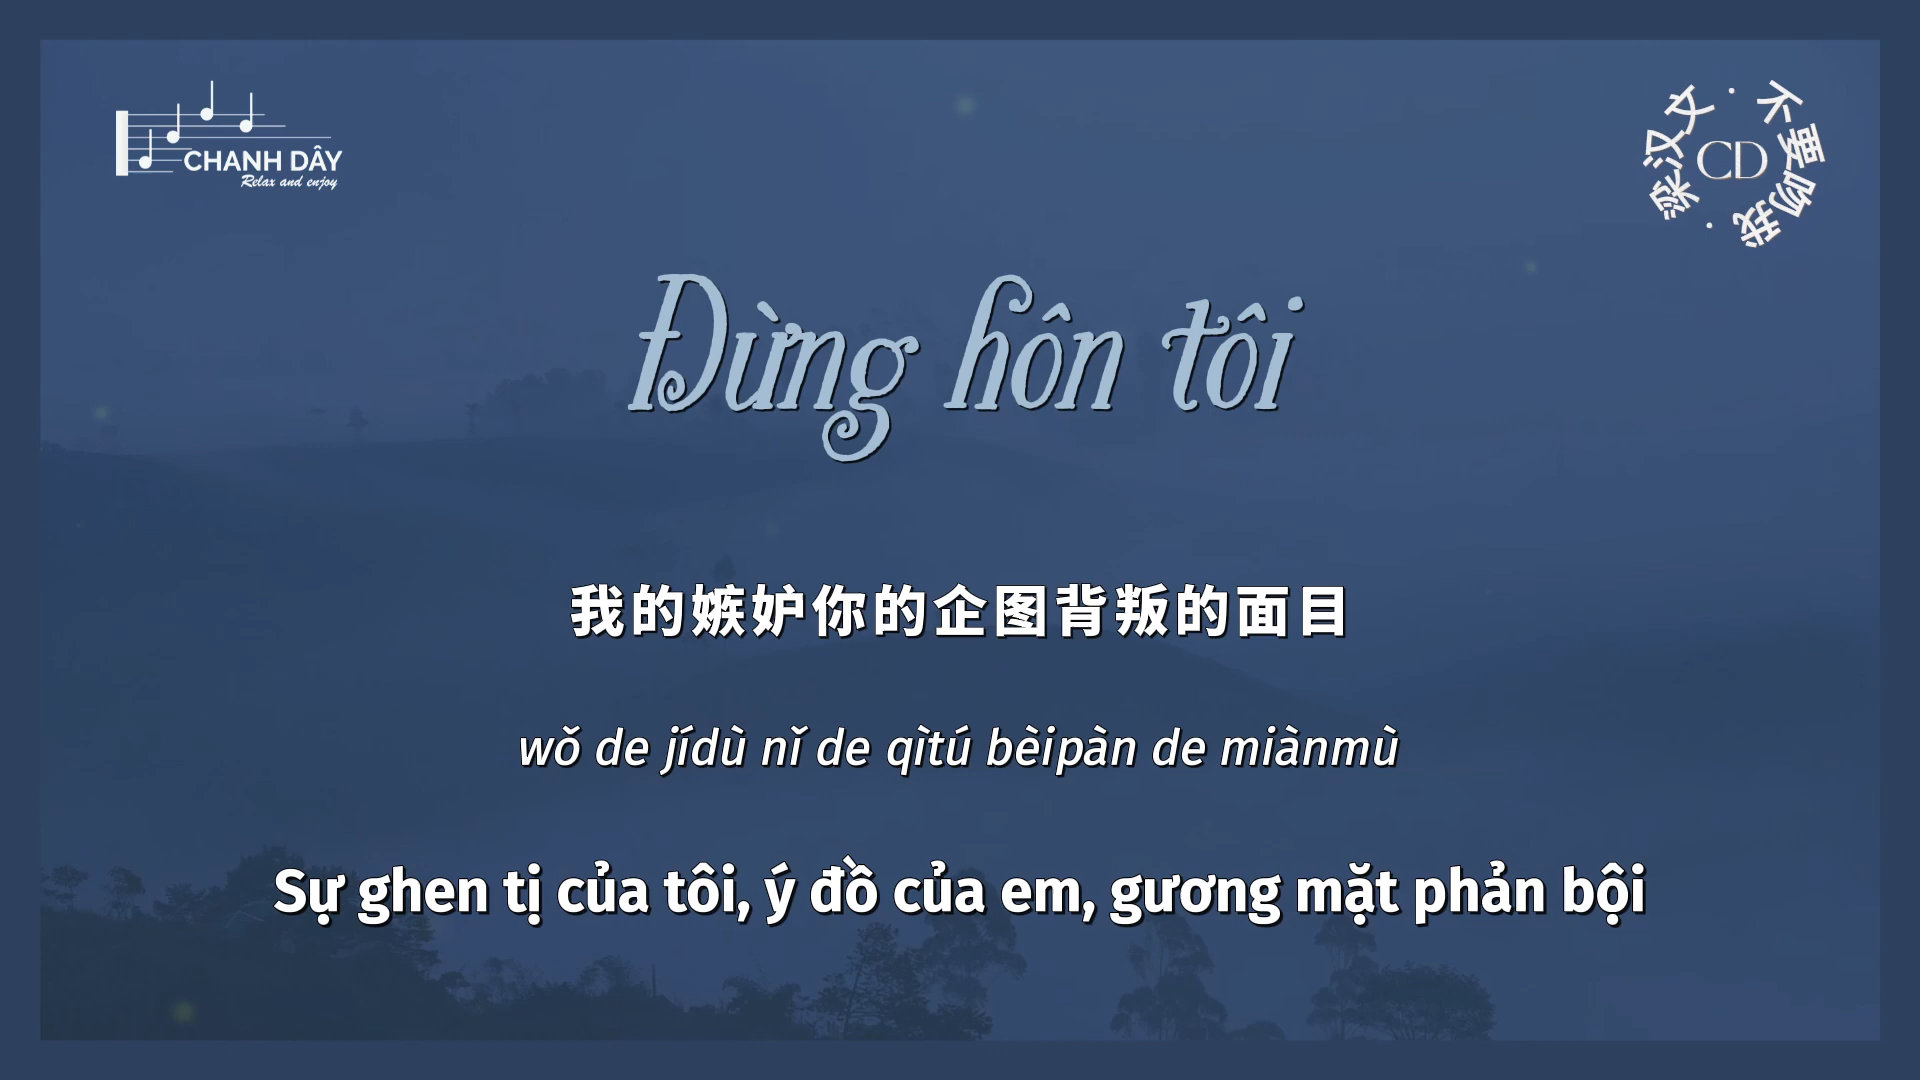 CHANH DÂY
Relax and enjoy
梁汉文 · 不要吻我 ·
CD
Đừng hôn tôi
我的嫉妒你的企图背叛的面目
wǒ de jídù nǐ de qìtú bèipàn de miànmù
Sự ghen tị của tôi, ý đồ của em, gương mặt phản bội